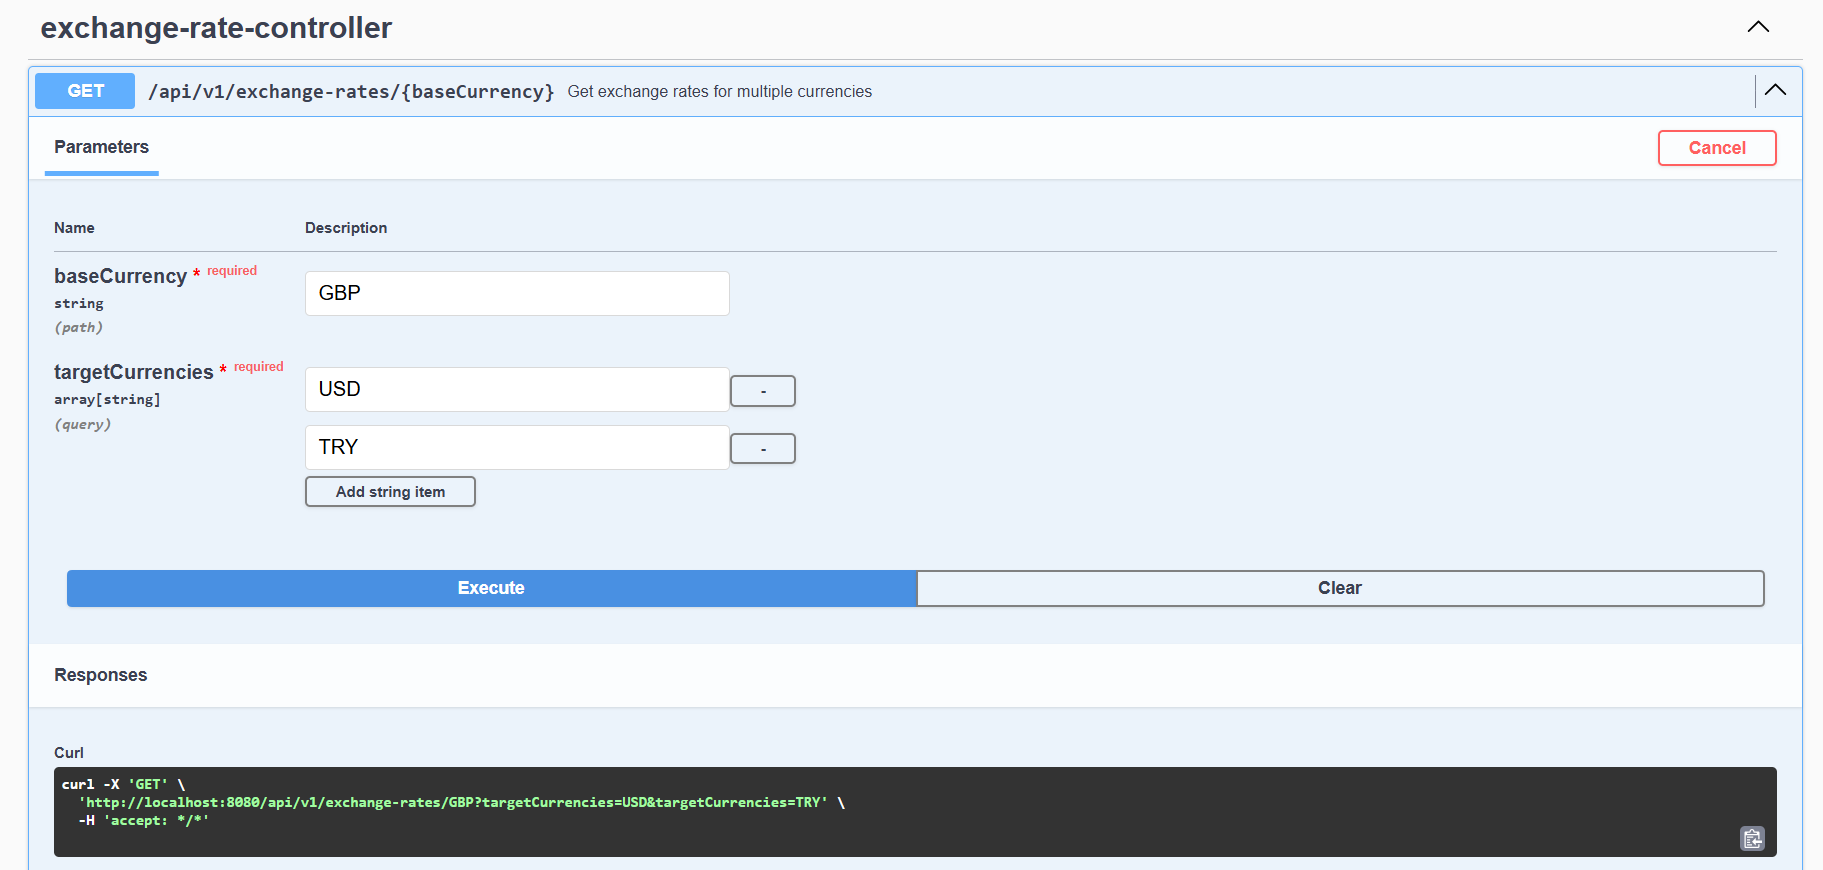 exchange-rate-controller
GET /api/v1/exchange-rates/{baseCurrency} Get exchange rates for multiple currencies
Parameters
Cancel
Name Description
baseCurrency * required
string
(path)
GBP
targetCurrencies * required
array[string]
(query)
USD -
TRY -
Add string item
Execute Clear
Responses
Curl
curl -X 'GET' \
'http://localhost:8080/api/v1/exchange-rates/GBP?targetCurrencies=USD&targetCurrencies=TRY' \
-H 'accept: */*'